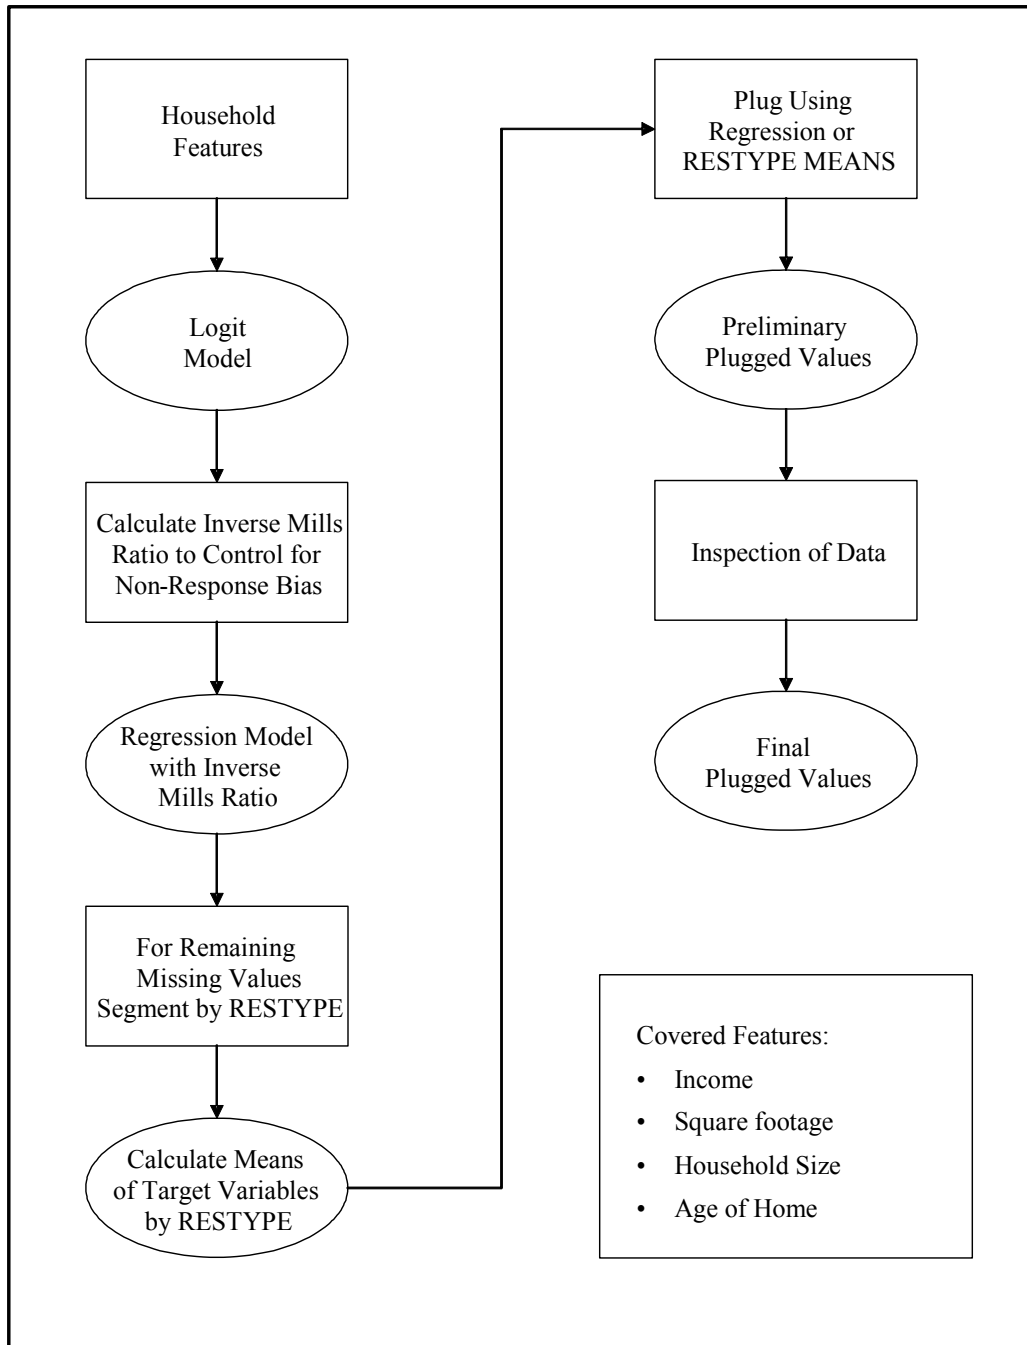 Household
Features
Logit
Model
Calculate Inverse Mills
Ratio to Control for
Non-Response Bias
Regression Model
with Inverse
Mills Ratio
For Remaining
Missing Values
Segment by RESTYPE
Calculate Means
of Target Variables
by RESTYPE
Plug Using
Regression or
RESTYPE MEANS
Preliminary
Plugged Values
Inspection of Data
Final
Plugged Values
Covered Features:
• Income
• Square footage
• Household Size
• Age of Home